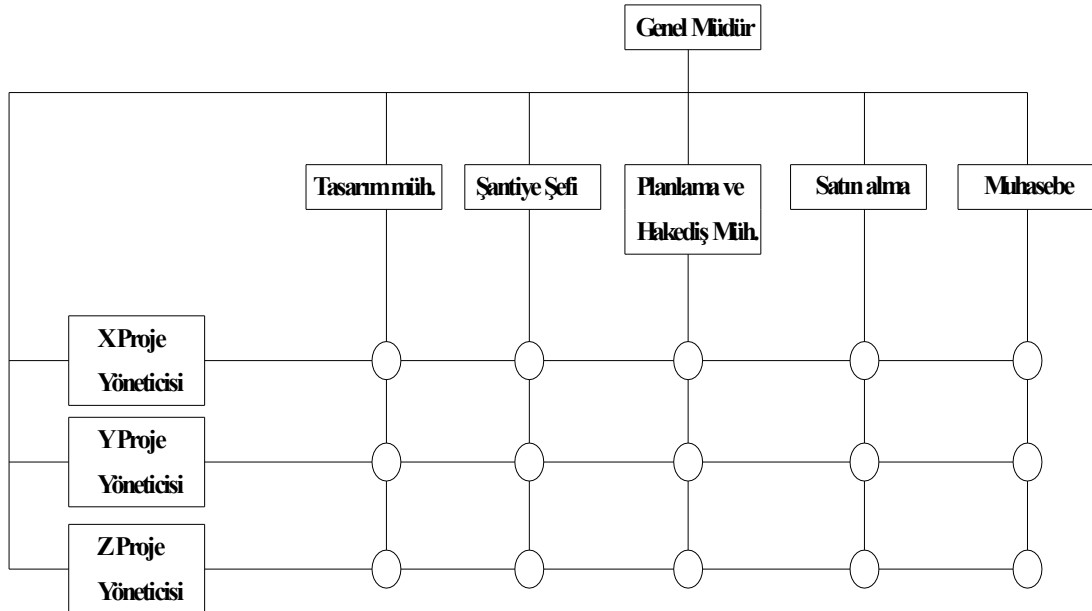 Genel Müdür
Tasarım müh.
Şantiye Şefi
Planlama ve
Hakediş Müh.
Satın alma
Muhasebe
X Proje
Yöneticisi
Y Proje
Yöneticisi
Z Proje
Yöneticisi